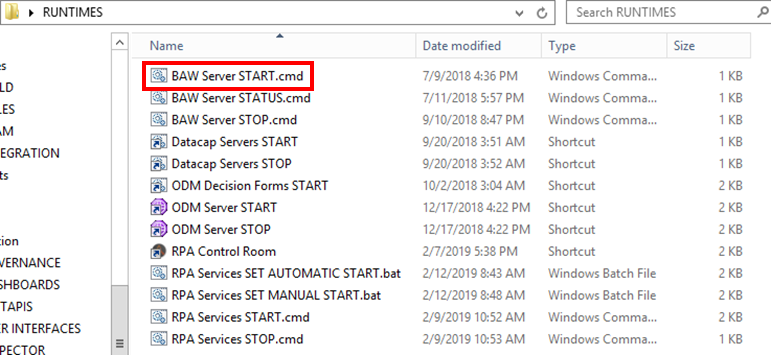 RUNTIMES
Search RUNTIMES
Name Date modified Type Size
BAW Server START.cmd 7/9/2018 4:36 PM Windows Comma... 1 KB
BAW Server STATUS.cmd 7/11/2018 5:57 PM Windows Comma... 1 KB
BAW Server STOP.cmd 9/10/2018 8:47 PM Windows Comma... 1 KB
Datacap Servers START 9/20/2018 3:51 AM Shortcut 1 KB
Datacap Servers STOP 9/20/2018 3:52 AM Shortcut 1 KB
ODM Decision Forms START 10/2/2018 3:04 AM Shortcut 2 KB
ODM Server START 12/17/2018 4:22 PM Shortcut 2 KB
ODM Server STOP 12/17/2018 4:22 PM Shortcut 2 KB
RPA Control Room 2/7/2019 5:38 PM Shortcut 1 KB
RPA Services SET AUTOMATIC START.bat 2/12/2019 8:43 AM Windows Batch File 2 KB
RPA Services SET MANUAL START.bat 2/12/2019 8:48 AM Windows Batch File 2 KB
RPA Services START.cmd 2/9/2019 10:52 AM Windows Comma... 1 KB
RPA Services STOP.cmd 2/9/2019 10:53 AM Windows Comma... 1 KB
es
LD
LES
AM
EGRATION
ts
tion
VERNANCE
SHBOARDS
TAPIS
ER INTERFACES
PECTOR